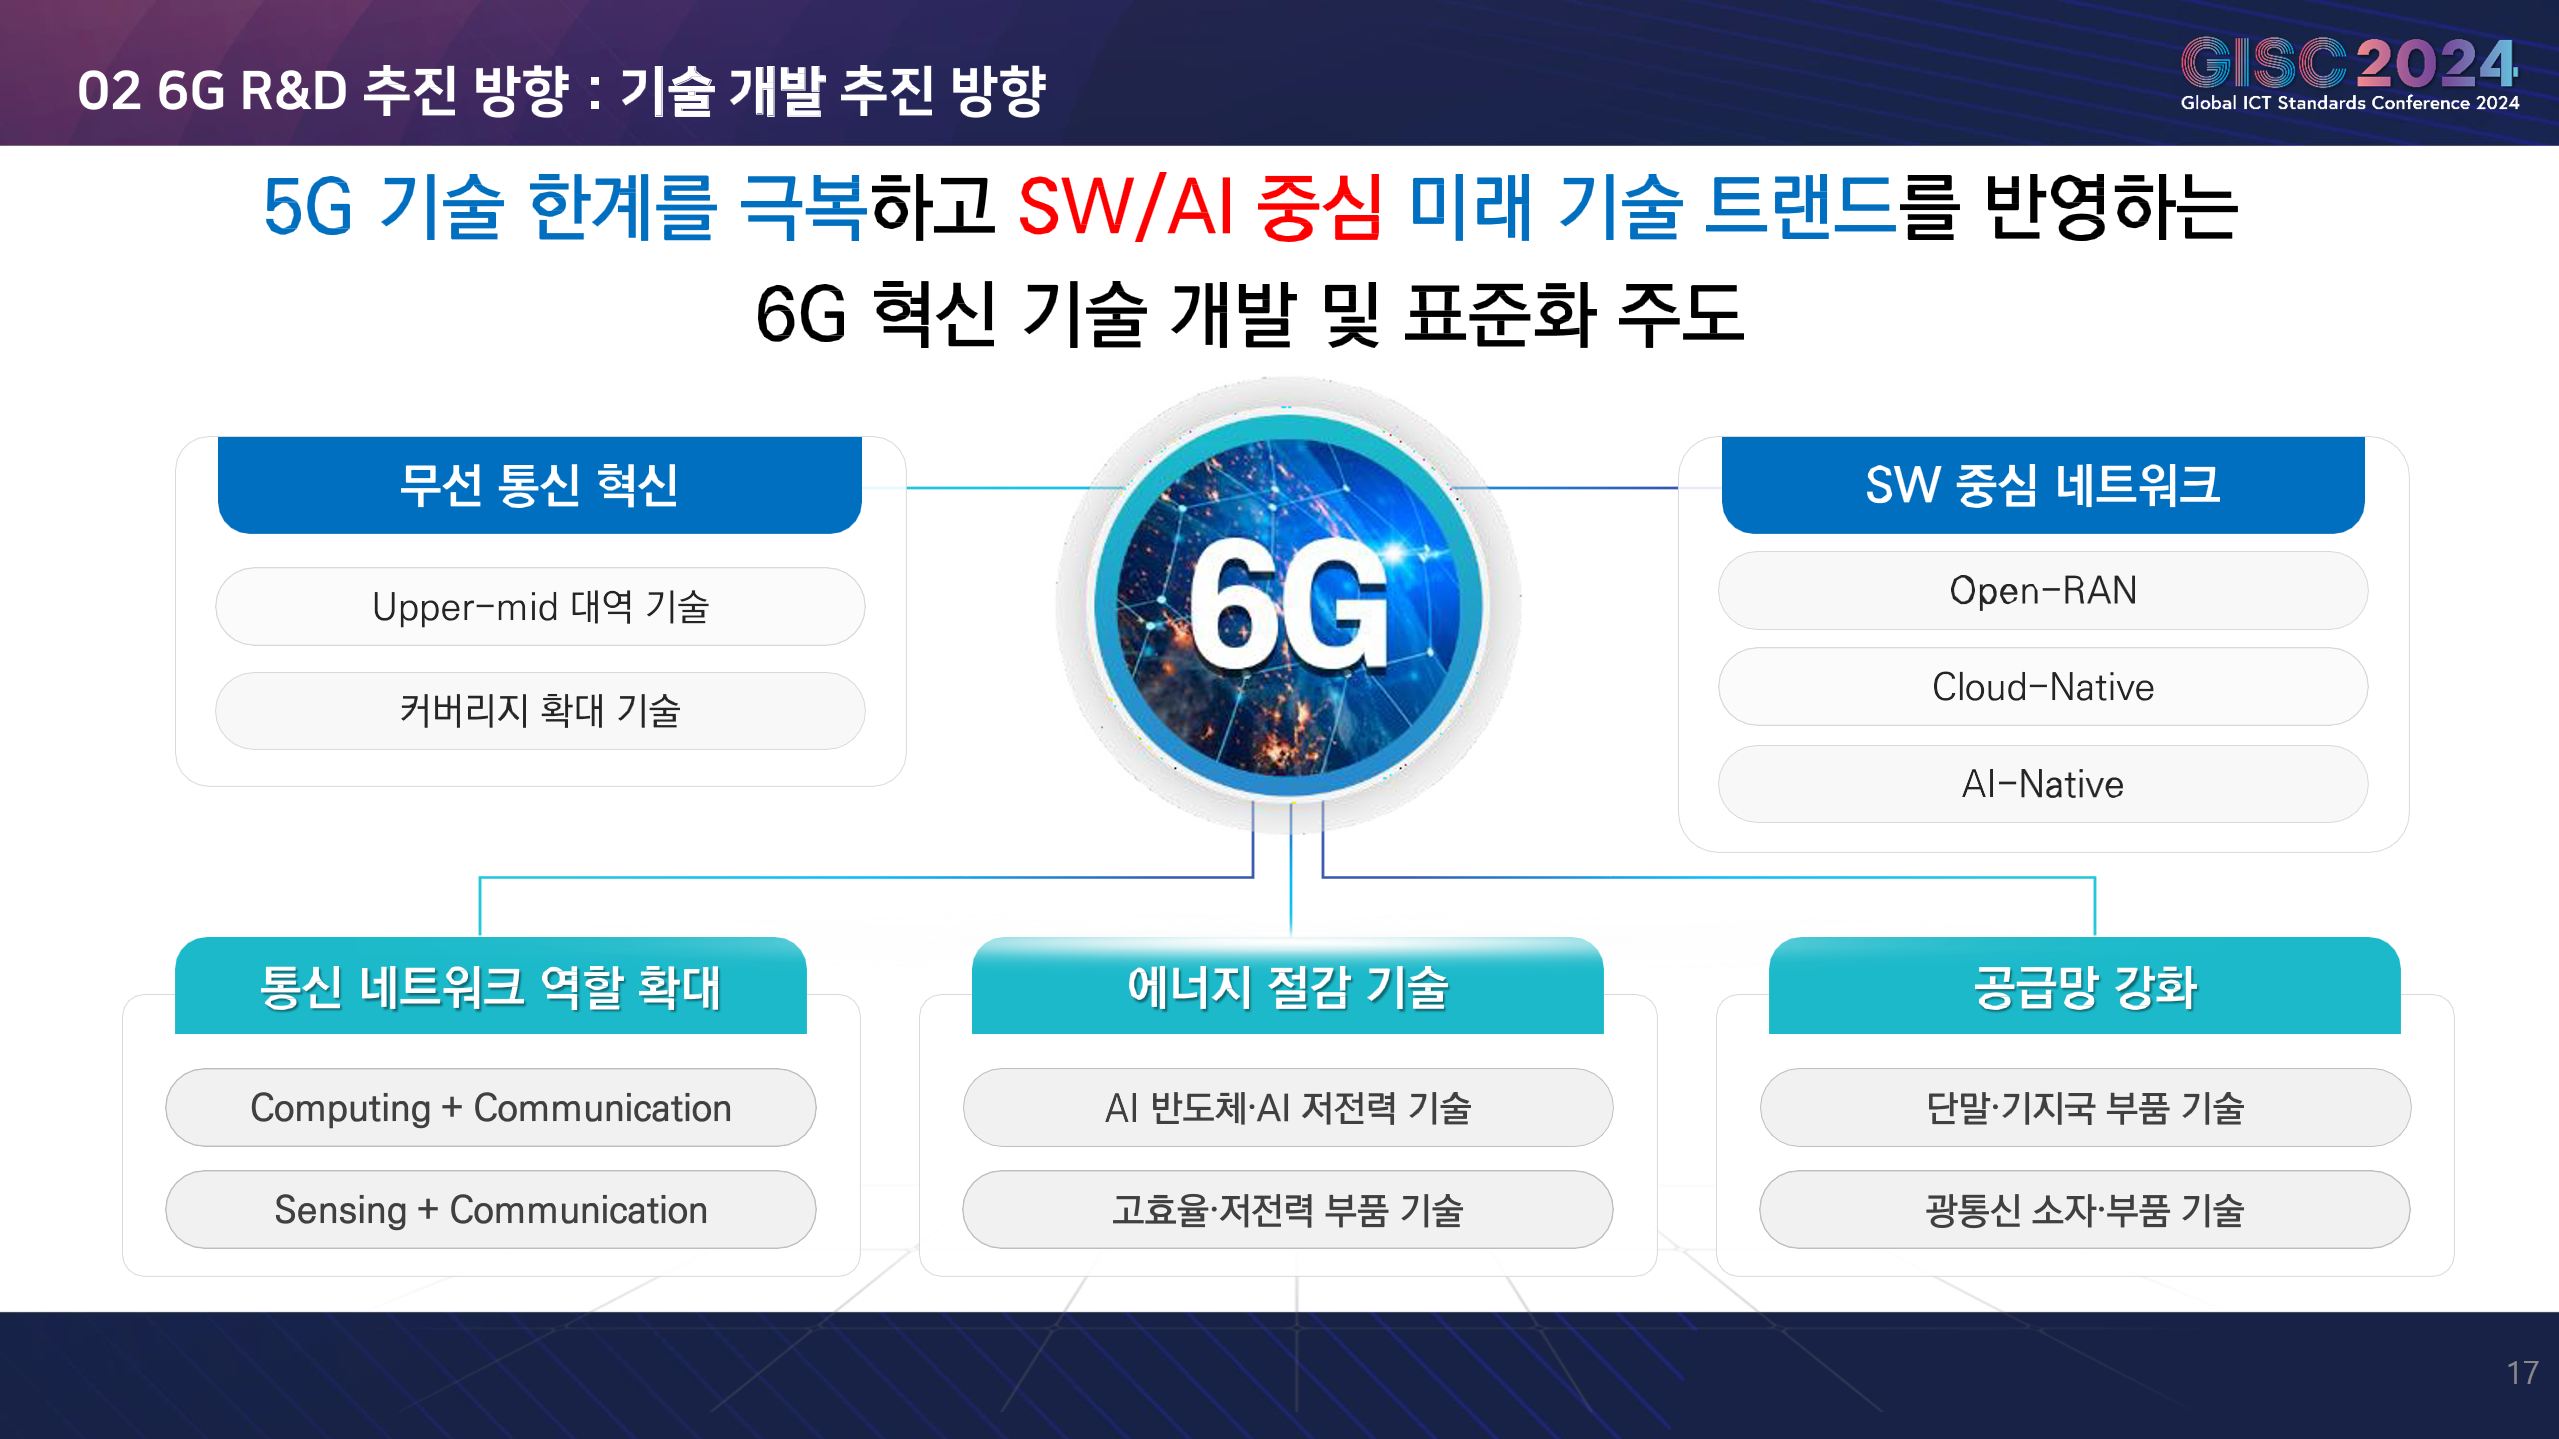 02 6G R&D 추진 방향 : 기술 개발 추진 방향
GISC 2024
Global ICT Standards Conference 2024
5G 기술 한계를 극복하고 SW/AI 중심 미래 기술 트랜드를 반영하는
6G 혁신 기술 개발 및 표준화 주도
무선 통신 혁신
Upper-mid 대역 기술
커버리지 확대 기술
6G
SW 중심 네트워크
Open-RAN
Cloud-Native
AI-Native
통신 네트워크 역할 확대
Computing + Communication
Sensing + Communication
에너지 절감 기술
AI 반도체·AI 저전력 기술
고효율·저전력 부품 기술
공급망 강화
단말·기지국 부품 기술
광통신 소자·부품 기술
17